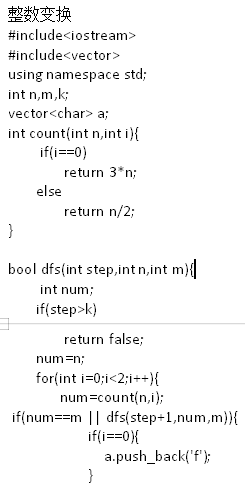 整数变换
#include<iostream>
#include<vector>
using namespace std;
int n,m,k;
vector<char> a;
int count(int n,int i){
if(i==0)
return 3*n;
else
return n/2;
}
bool dfs(int step,int n,int m){
int num;
if(step>k)
return false;
num=n;
for(int i=0;i<2;i++){
num=count(n,i);
if(num==m || dfs(step+1,num,m)){
if(i==0){
a.push_back('f');
}